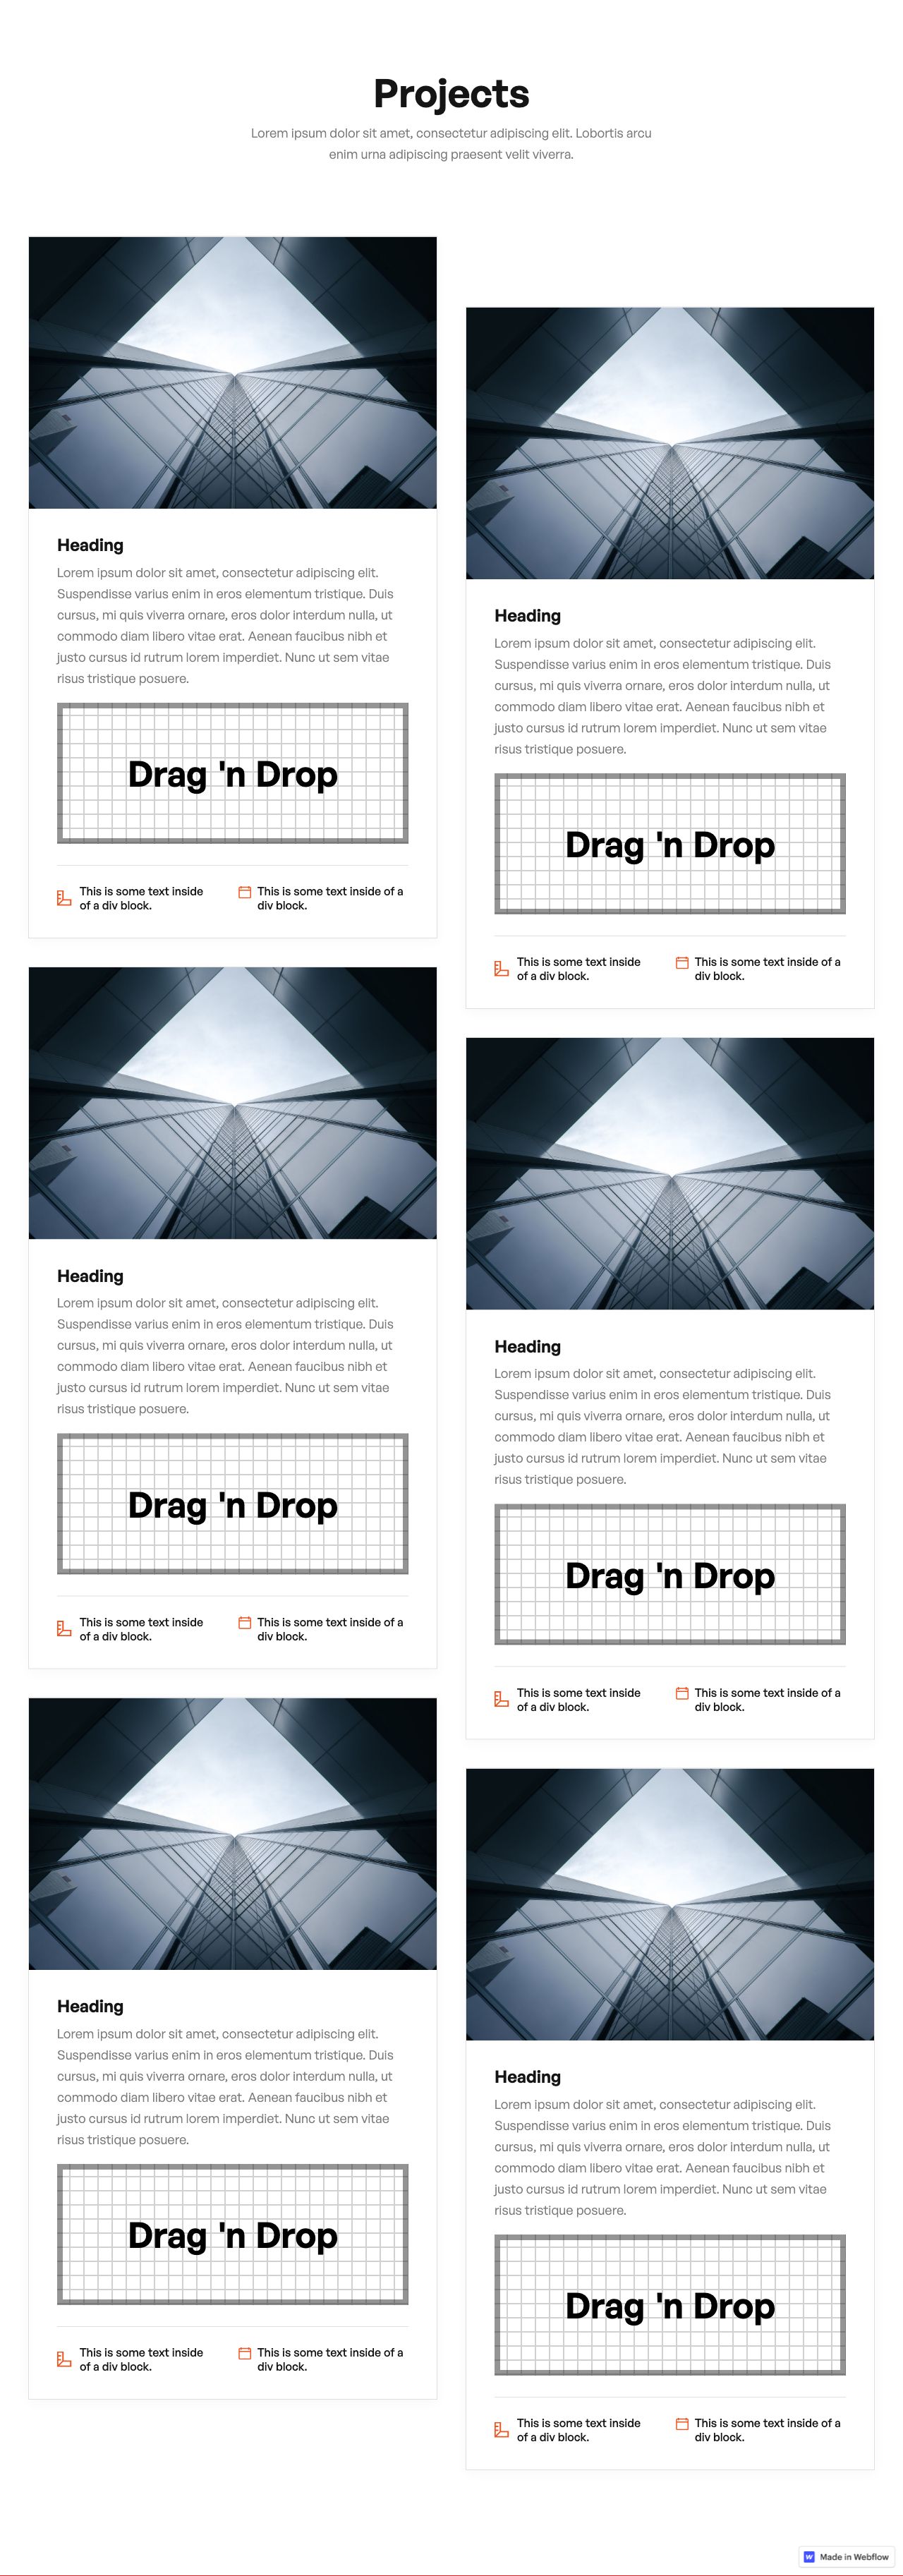 Projects
Lorem ipsum dolor sit amet, consectetur adipiscing elit. Lobortis arcu
enim urna adipiscing praesent velit viverra.
Heading
Lorem ipsum dolor sit amet, consectetur adipiscing elit.
Suspendisse varius enim in eros elementum tristique. Duis
cursus, mi quis viverra ornare, eros dolor interdum nulla, ut
commodo diam libero vitae erat. Aenean faucibus nibh et
justo cursus id rutrum lorem imperdiet. Nunc ut sem vitae
risus tristique posuere.
Drag 'n Drop
This is some text inside
of a div block.
This is some text inside of a
div block.
Heading
Lorem ipsum dolor sit amet, consectetur adipiscing elit.
Suspendisse varius enim in eros elementum tristique. Duis
cursus, mi quis viverra ornare, eros dolor interdum nulla, ut
commodo diam libero vitae erat. Aenean faucibus nibh et
justo cursus id rutrum lorem imperdiet. Nunc ut sem vitae
risus tristique posuere.
Drag 'n Drop
This is some text inside
of a div block.
This is some text inside of a
div block.
Heading
Lorem ipsum dolor sit amet, consectetur adipiscing elit.
Suspendisse varius enim in eros elementum tristique. Duis
cursus, mi quis viverra ornare, eros dolor interdum nulla, ut
commodo diam libero vitae erat. Aenean faucibus nibh et
justo cursus id rutrum lorem imperdiet. Nunc ut sem vitae
risus tristique posuere.
Drag 'n Drop
This is some text inside
of a div block.
This is some text inside of a
div block.
Heading
Lorem ipsum dolor sit amet, consectetur adipiscing elit.
Suspendisse varius enim in eros elementum tristique. Duis
cursus, mi quis viverra ornare, eros dolor interdum nulla, ut
commodo diam libero vitae erat. Aenean faucibus nibh et
justo cursus id rutrum lorem imperdiet. Nunc ut sem vitae
risus tristique posuere.
Drag 'n Drop
This is some text inside
of a div block.
This is some text inside of a
div block.
Heading
Lorem ipsum dolor sit amet, consectetur adipiscing elit.
Suspendisse varius enim in eros elementum tristique. Duis
cursus, mi quis viverra ornare, eros dolor interdum nulla, ut
commodo diam libero vitae erat. Aenean faucibus nibh et
justo cursus id rutrum lorem imperdiet. Nunc ut sem vitae
risus tristique posuere.
Drag 'n Drop
This is some text inside
of a div block.
This is some text inside of a
div block.
Heading
Lorem ipsum dolor sit amet, consectetur adipiscing elit.
Suspendisse varius enim in eros elementum tristique. Duis
cursus, mi quis viverra ornare, eros dolor interdum nulla, ut
commodo diam libero vitae erat. Aenean faucibus nibh et
justo cursus id rutrum lorem imperdiet. Nunc ut sem vitae
risus tristique posuere.
Drag 'n Drop
This is some text inside
of a div block.
This is some text inside of a
div block.
Made in Webflow